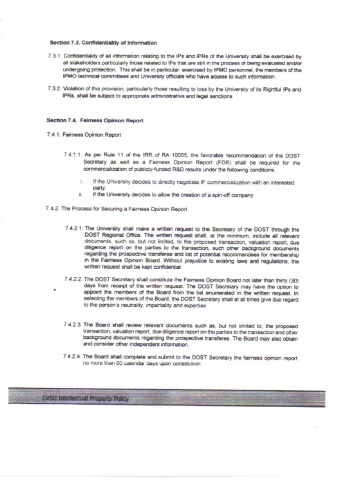 Section 7.3. Confidentiality of Information
7.3.1. Confidentiality of all information relating to the IPs and IPRs of the University shall be exercised by
all stakeholders particularly those related to IPs that are still in the process of being evaluated and/or
undergoing protection. This shall be in particular, exercised by IPMO personnel, the members of the
IPMO technical committees and University officials who have access to such information.
7.3.2 Violation of this provision, particularly those resulting to loss by the University of its Rightful IPs and
IPRs, shall be subject to appropriate administrative and legal sanctions.
Section 7.4. Fairness Opinion Report
7.4.1. Fairness Opinion Report
7.4.1.1. As per Rule 11 of the IRR of RA 10055, the favorable recommendation of the DOST
Secretary as well as a Fairness Opinion Report (FOR) shall be required for the
commercialization of publicly-funded R&D results under the following conditions:
i. If the University decides to directly negotiate IP commercialization with an interested
party.
ii. If the University decides to allow the creation of a spin-off company.
7.4.2. The Process for Securing a Fairness Opinion Report
7.4.2.1. The University shall make a written request to the Secretary of the DOST through the
DOST Regional Office. The written request shall, at the minimum, include all relevant
documents, such as, but not limited, to the proposed transaction, valuation report, due
diligence report on the parties to the transaction, such other background documents
regarding the prospective transferee and list of potential recommendees for membership
in the Fairness Opinion Board. Without prejudice to existing laws and regulations, the
written request shall be kept confidential.
7.4.2.2. The DOST Secretary shall constitute the Fairness Opinion Board not later than thirty (30)
days from receipt of the written request. The DOST Secretary may have the option to
appoint the members of the Board from the list enumerated in the written request. In
selecting the members of the Board, the DOST Secretary shall at all times give due regard
to the person's neutrality, impartiality and expertise.
7.4.2.3. The Board shall review relevant documents such as, but not limited to, the proposed
transaction, valuation report, due diligence report on the parties to the transaction and other
background documents regarding the prospective transferee. The Board may also obtain
and consider other independent information.
7.4.2.4. The Board shall complete and submit to the DOST Secretary the fairness opinion report
no more than 60 calendar days upon constitution.
Intellectual Property Policy